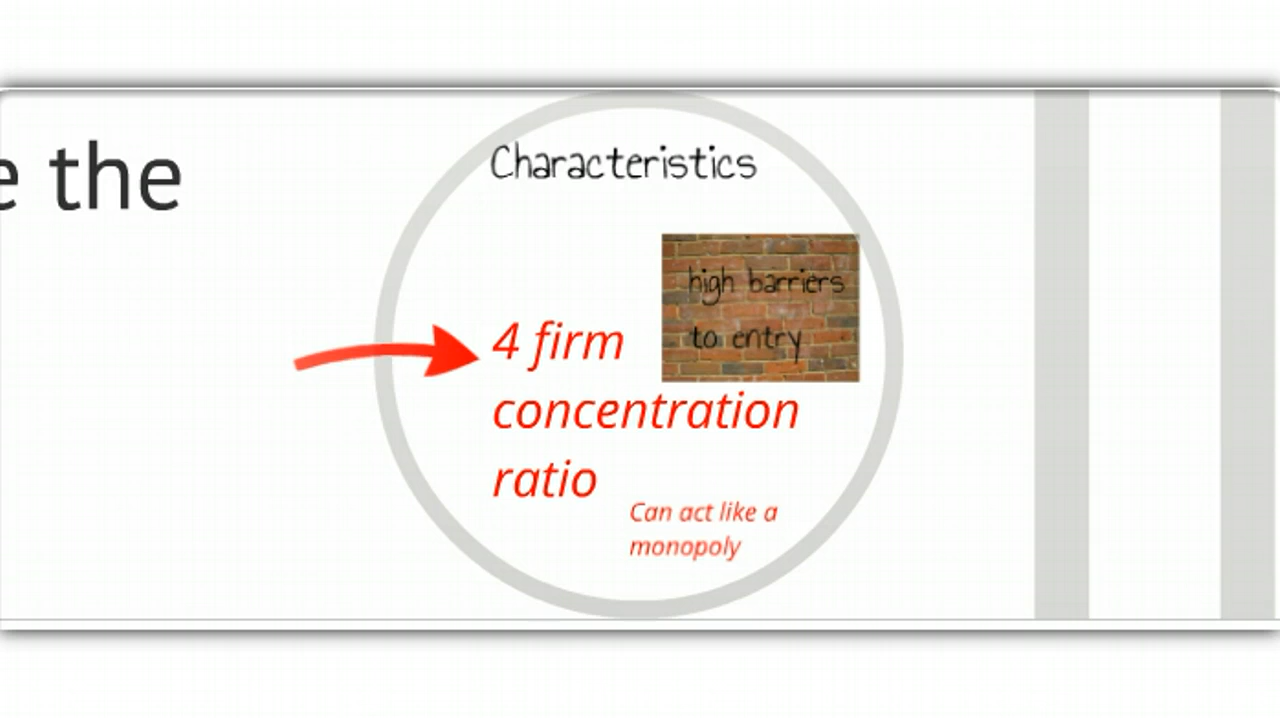 e the
Characteristics
high barriers
to entry
4 firm
concentration
ratio
Can act like a
monopoly